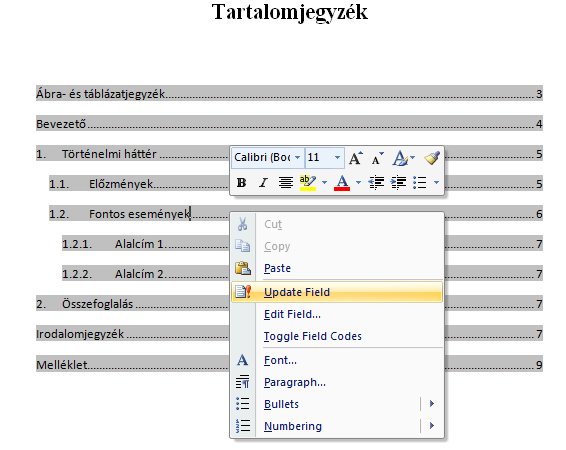 Tartalomjegyzék
Ábra- és táblázatjegyzék 3
Bevezető 4
1. Történelmi háttér 5
Calibri (Boc 11
B I
1.1. Előzmények 5
1.2. Fontos események 6
1.2.1. Alalcím 1 7
1.2.2. Alalcím 2 7
2. Összefoglalás 7
Irodalomjegyzék 7
Melléklet 9
Cut
Copy
Paste
Update Field
Edit Field...
Toggle Field Codes
Font...
Paragraph...
Bullets
Numbering